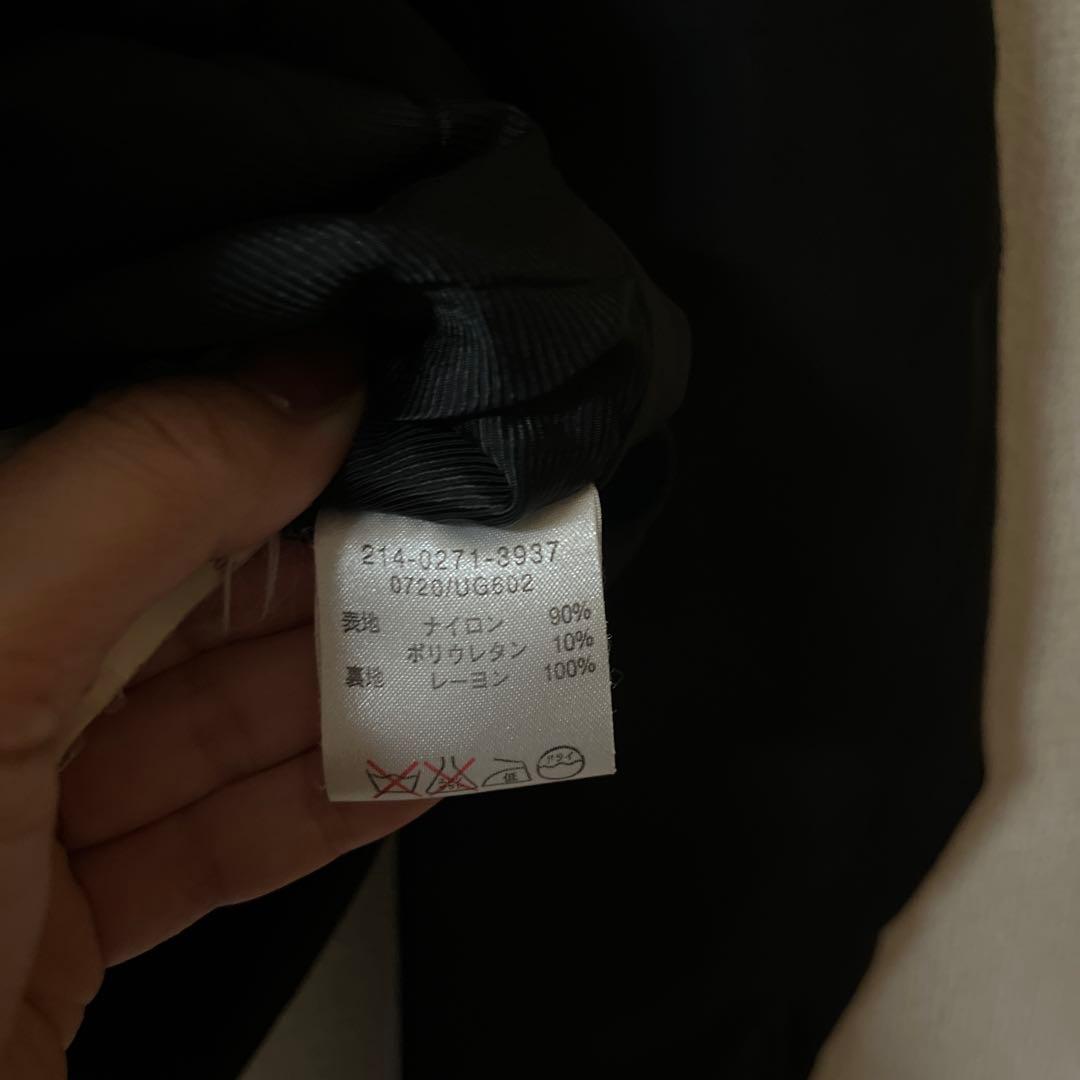 214-0271-3937
0720/UG602
表地 ナイロン 90%
ポリウレタン 10%
裏地 レーヨン 100%
低 ドライ